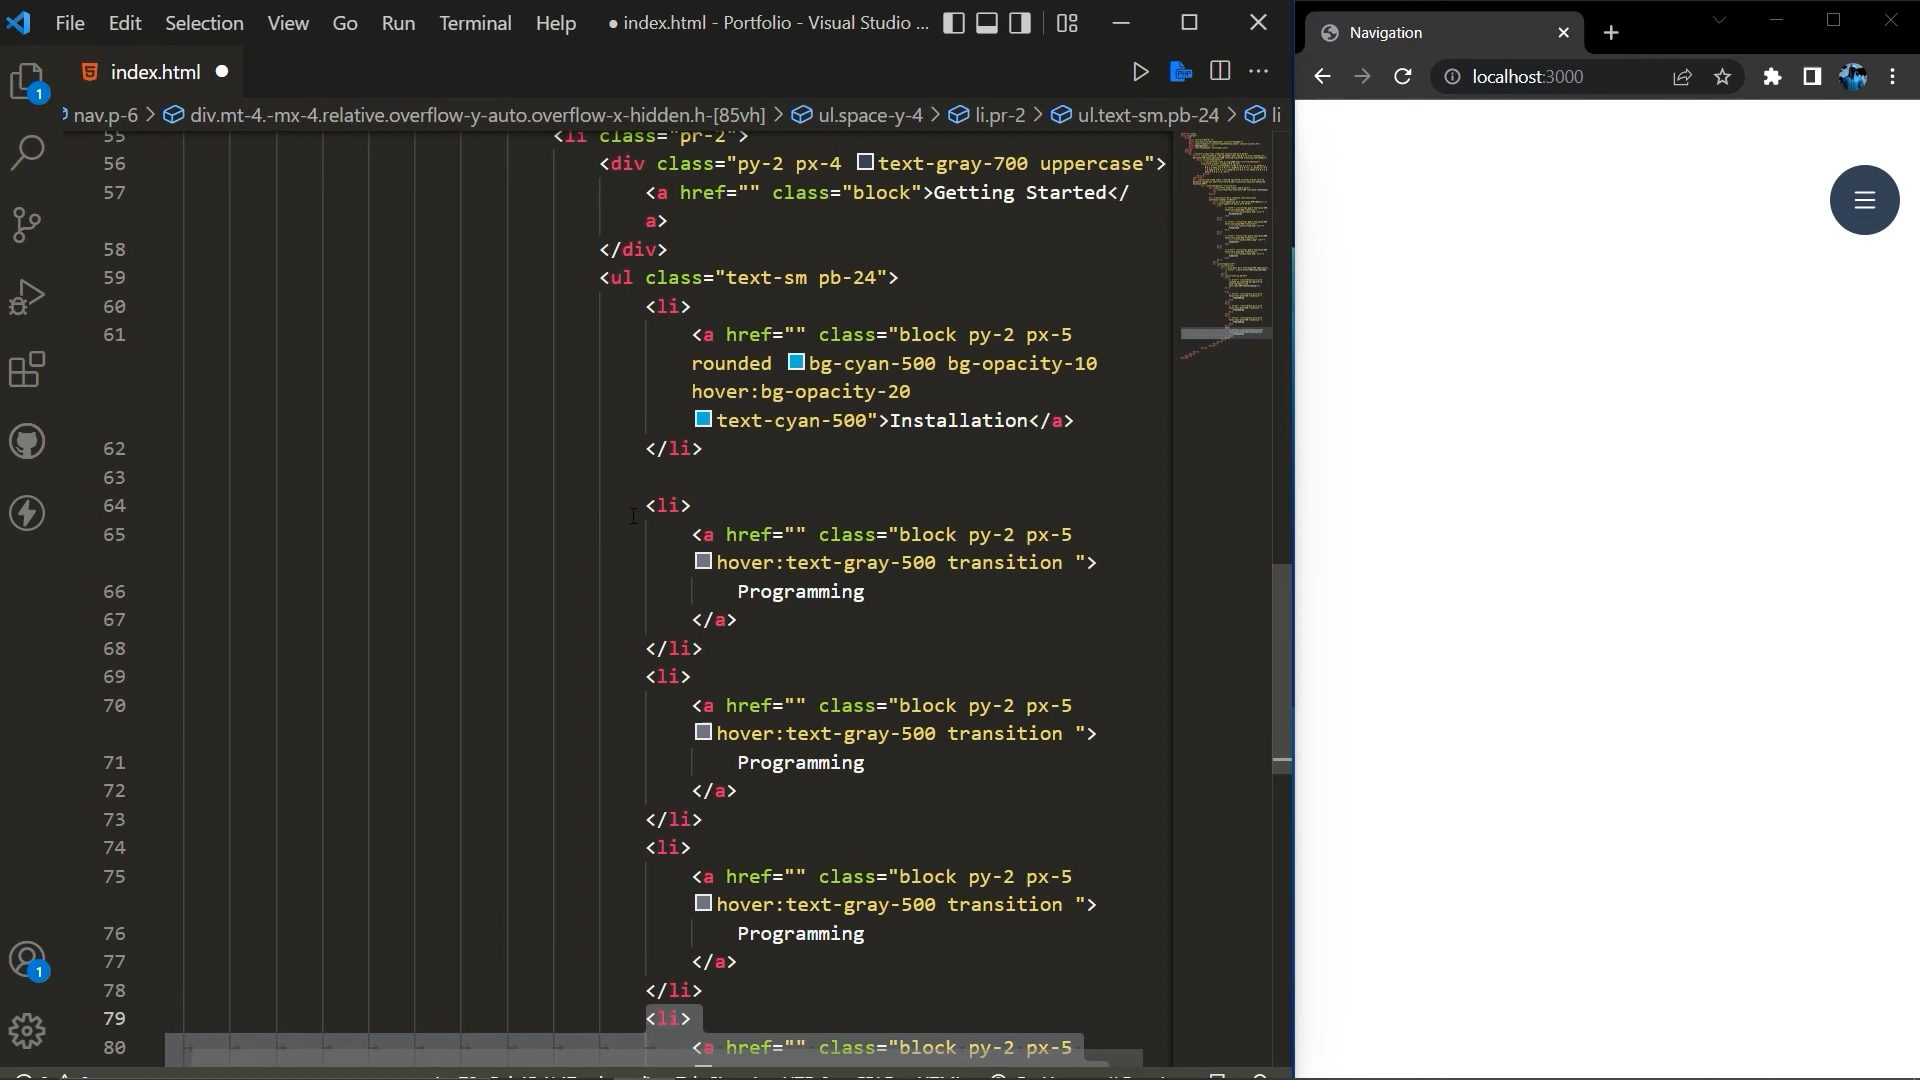 File Edit Selection View Go Run Terminal Help ● index.html - Portfolio - Visual Studio ...
Navigation
index.html
localhost:3000
nav.p-6 > div.mt-4.-mx-4.relative.overflow-y-auto.overflow-x-hidden.h-[85vh] > ul.space-y-4 > li.pr-2 > ul.text-sm.pb-24 > li
55 <li class="pr-2">
56 <div class="py-2 px-4 text-gray-700 uppercase">
57 <a href="" class="block">Getting Started</
a>
58 </div>
59 <ul class="text-sm pb-24">
60 <li>
61 <a href="" class="block py-2 px-5
rounded bg-cyan-500 bg-opacity-10
hover:bg-opacity-20
text-cyan-500">Installation</a>
62 </li>
63
64 <li>
65 <a href="" class="block py-2 px-5
hover:text-gray-500 transition ">
66 Programming
67 </a>
68 </li>
69 <li>
70 <a href="" class="block py-2 px-5
hover:text-gray-500 transition ">
71 Programming
72 </a>
73 </li>
74 <li>
75 <a href="" class="block py-2 px-5
hover:text-gray-500 transition ">
76 Programming
77 </a>
78 </li>
79 <li>
80 <a href="" class="block py-2 px-5
1
1